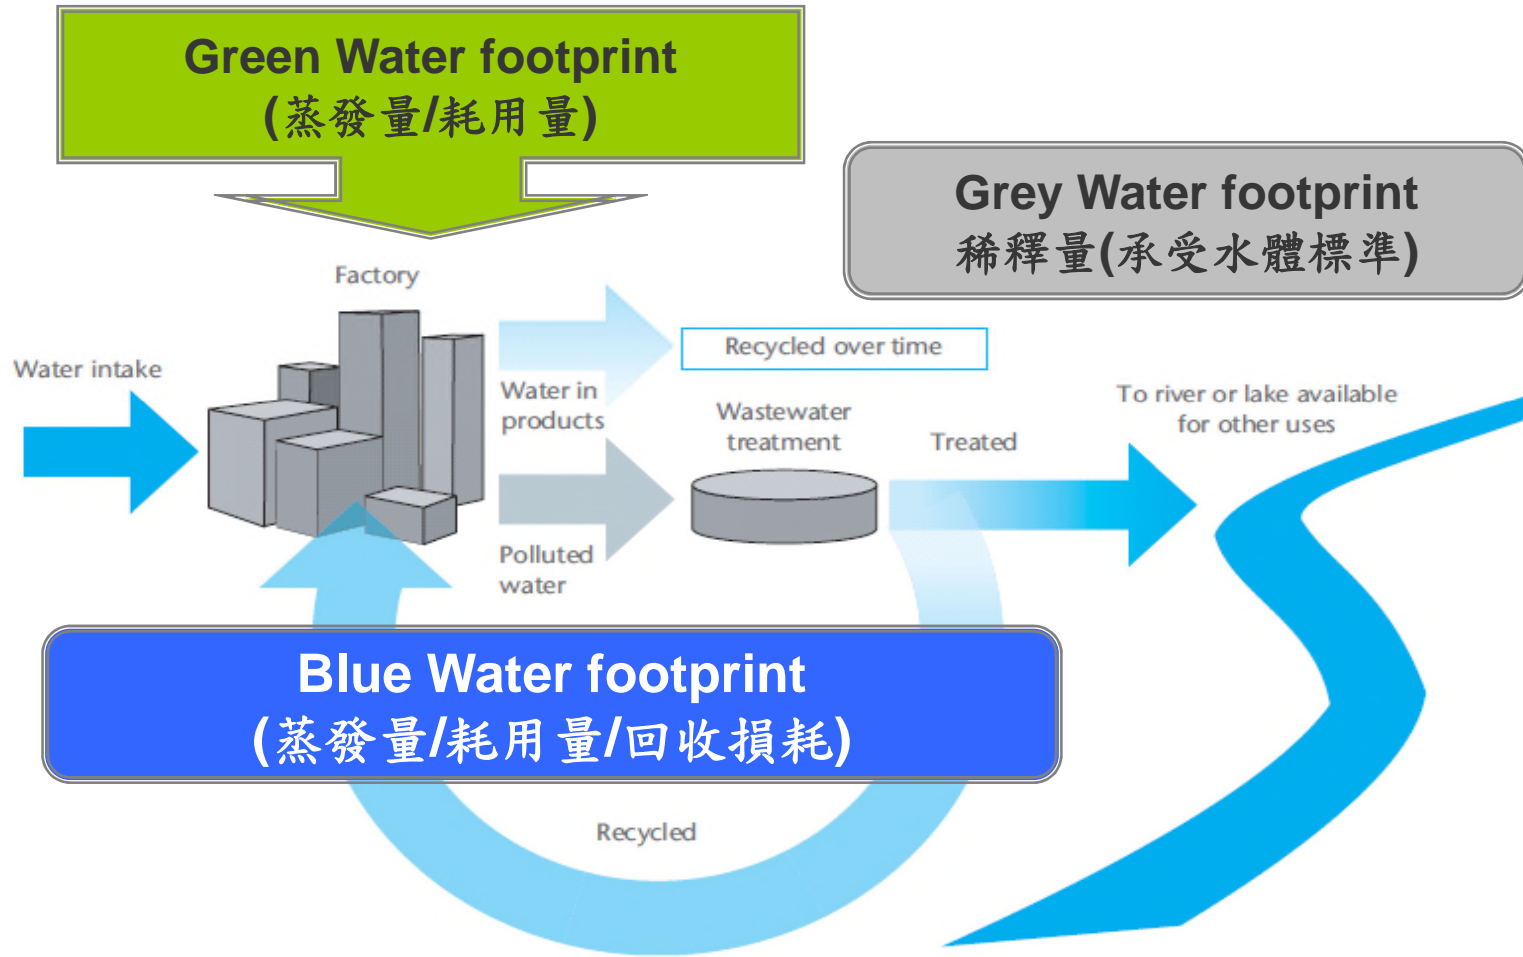 Green Water footprint
(蒸發量/耗用量)
Grey Water footprint
稀釋量(承受水體標準)
Factory
Water intake
Recycled over time
Water in
products
Wastewater
treatment
Treated
To river or lake available
for other uses
Polluted
water
Blue Water footprint
(蒸發量/耗用量/回收損耗)
Recycled